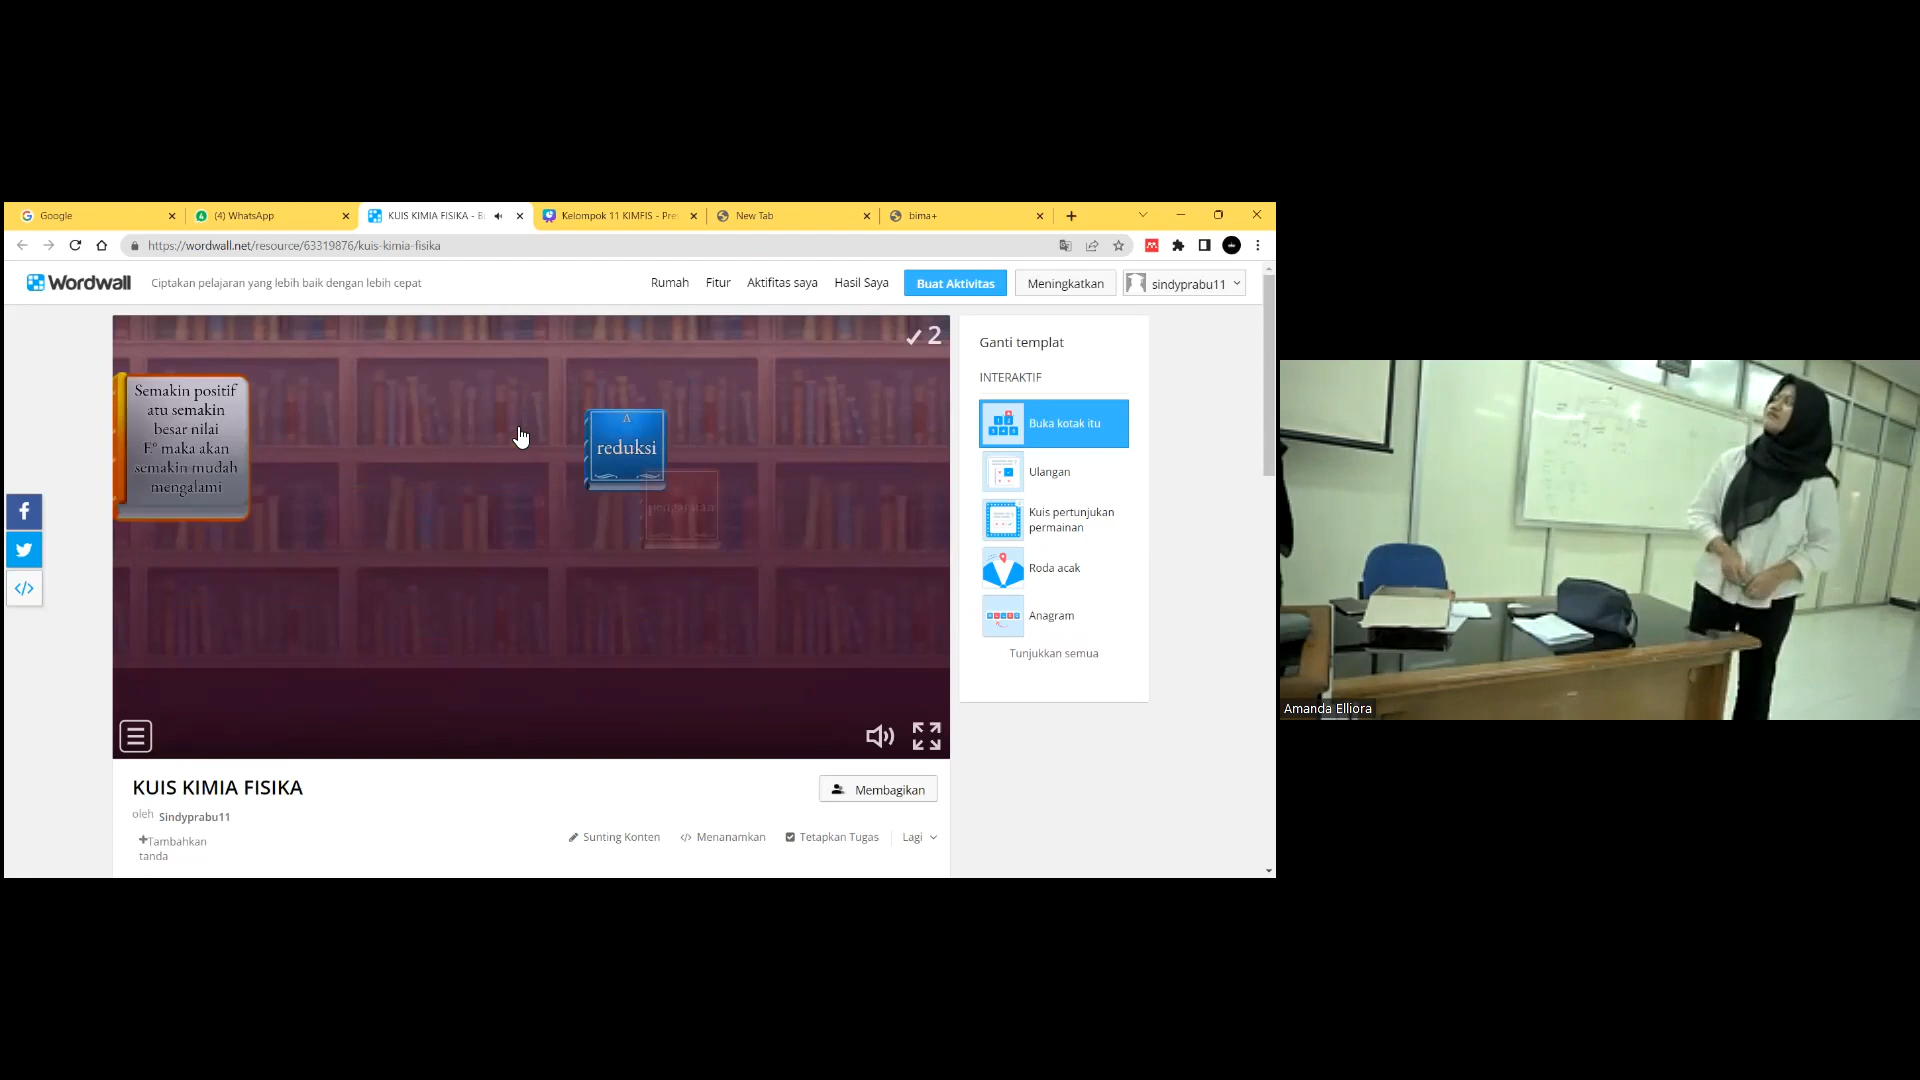 Google
(4) WhatsApp
KUIS KIMIA FISIKA - B
Kelompok 11 KIMFIS - Pre
New Tab
bima+
https://wordwall.net/resource/63319876/kuis-kimia-fisika
Wordwall
Ciptakan pelajaran yang lebih baik dengan lebih cepat
Rumah
Fitur
Aktifitas saya
Hasil Saya
Buat Aktivitas
Meningkatkan
sindyprabu11
2
Semakin positif
atu semakin
besar nilai
E° maka akan
semakin mudah
mengalami
A
reduksi
Ganti templat
INTERAKTIF
Buka kotak itu
Ulangan
Kuis pertunjukan
permainan
Roda acak
Anagram
Tunjukkan semua
KUIS KIMIA FISIKA
Membagikan
oleh Sindyprabu11
Tambahkan
tanda
Sunting Konten
Menanamkan
Tetapkan Tugas
Lagi
Amanda Elliora